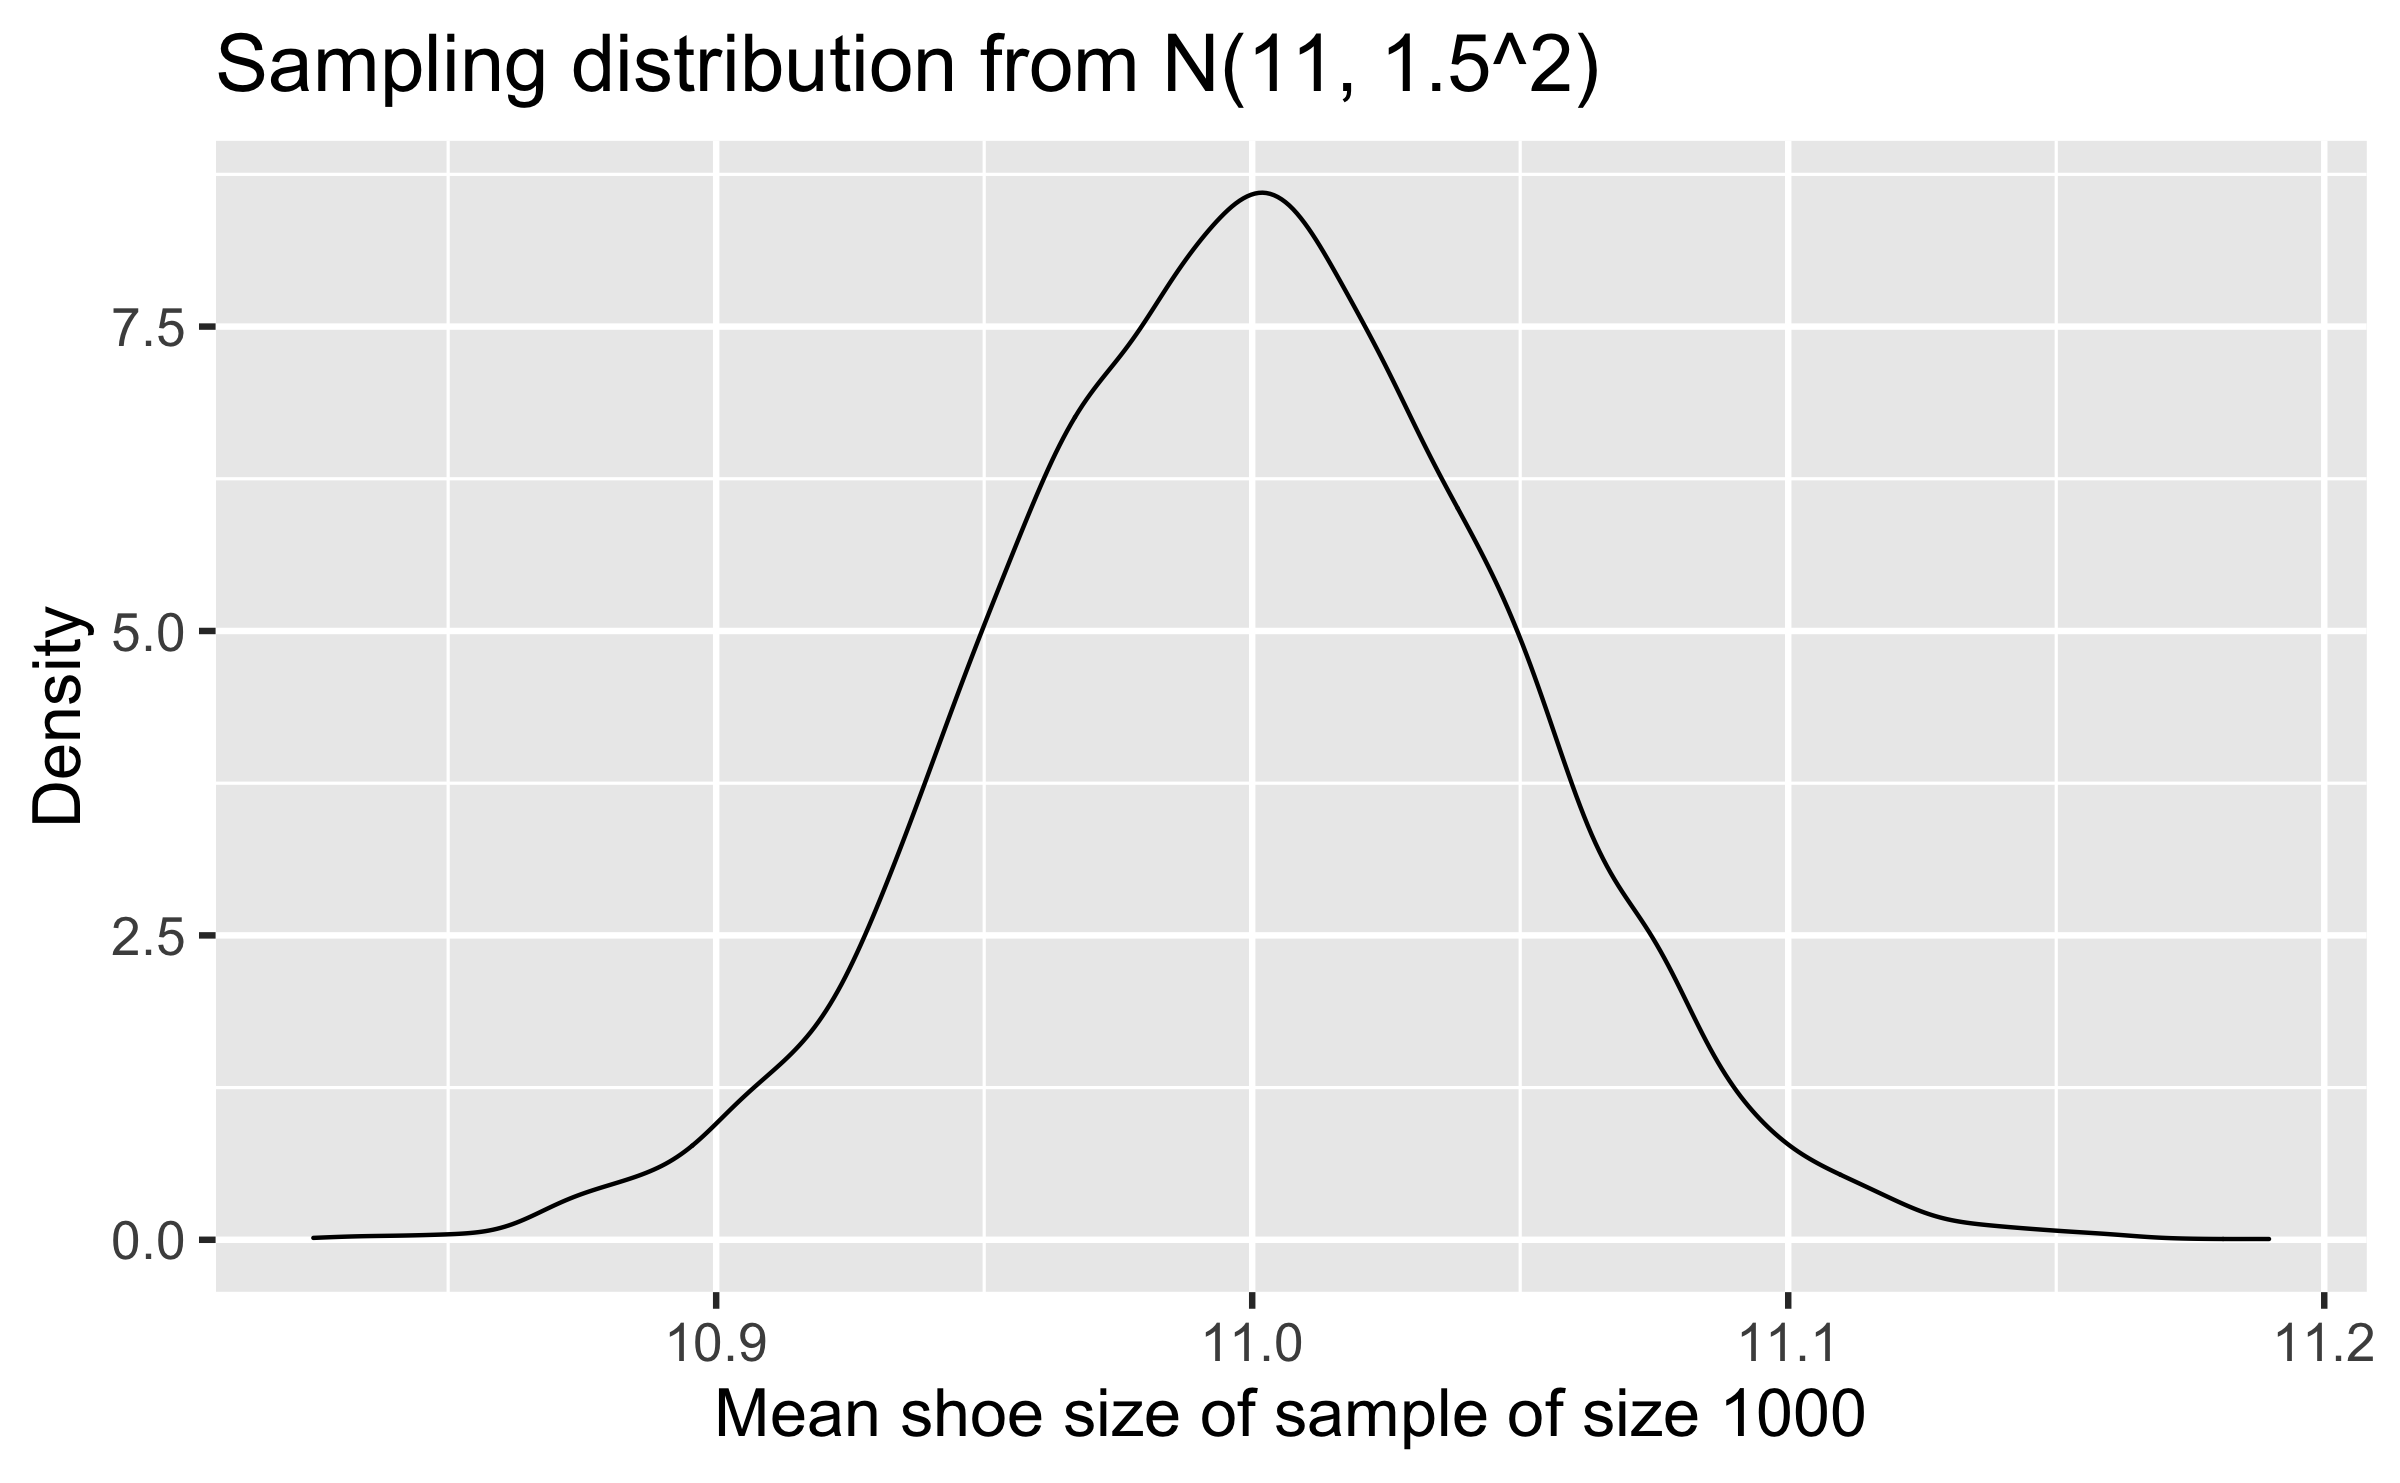 Sampling distribution from N(11, 1.5^2)
7.5
5.0
2.5
0.0
Density
10.9 11.0 11.1 11.2
Mean shoe size of sample of size 1000